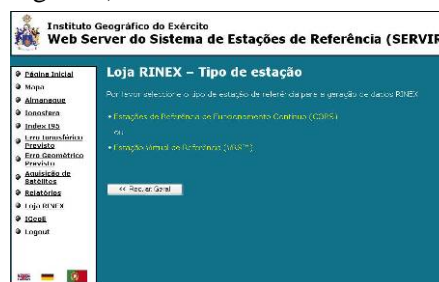 Instituto Geográfico do Exército
Web Server do Sistema de Estações de Referência (SERVIR
Página Inicial
Mapa
Almanaque
Ionosfera
Index I95
Erro Ionosférico
Previsto
Erro Geométrico
Previsto
Aquisição de
Satélites
Relatórios
Loja RINEX
IGeoE
Logout
Loja RINEX – Tipo de estação
Por favor seleccione o tipo de estação de referência para a geração de dados RINEX
Estações de Referência de Funcionamento Contínuo (CORS)
ou
Estação Virtual de Referência (VRS™)
Geral